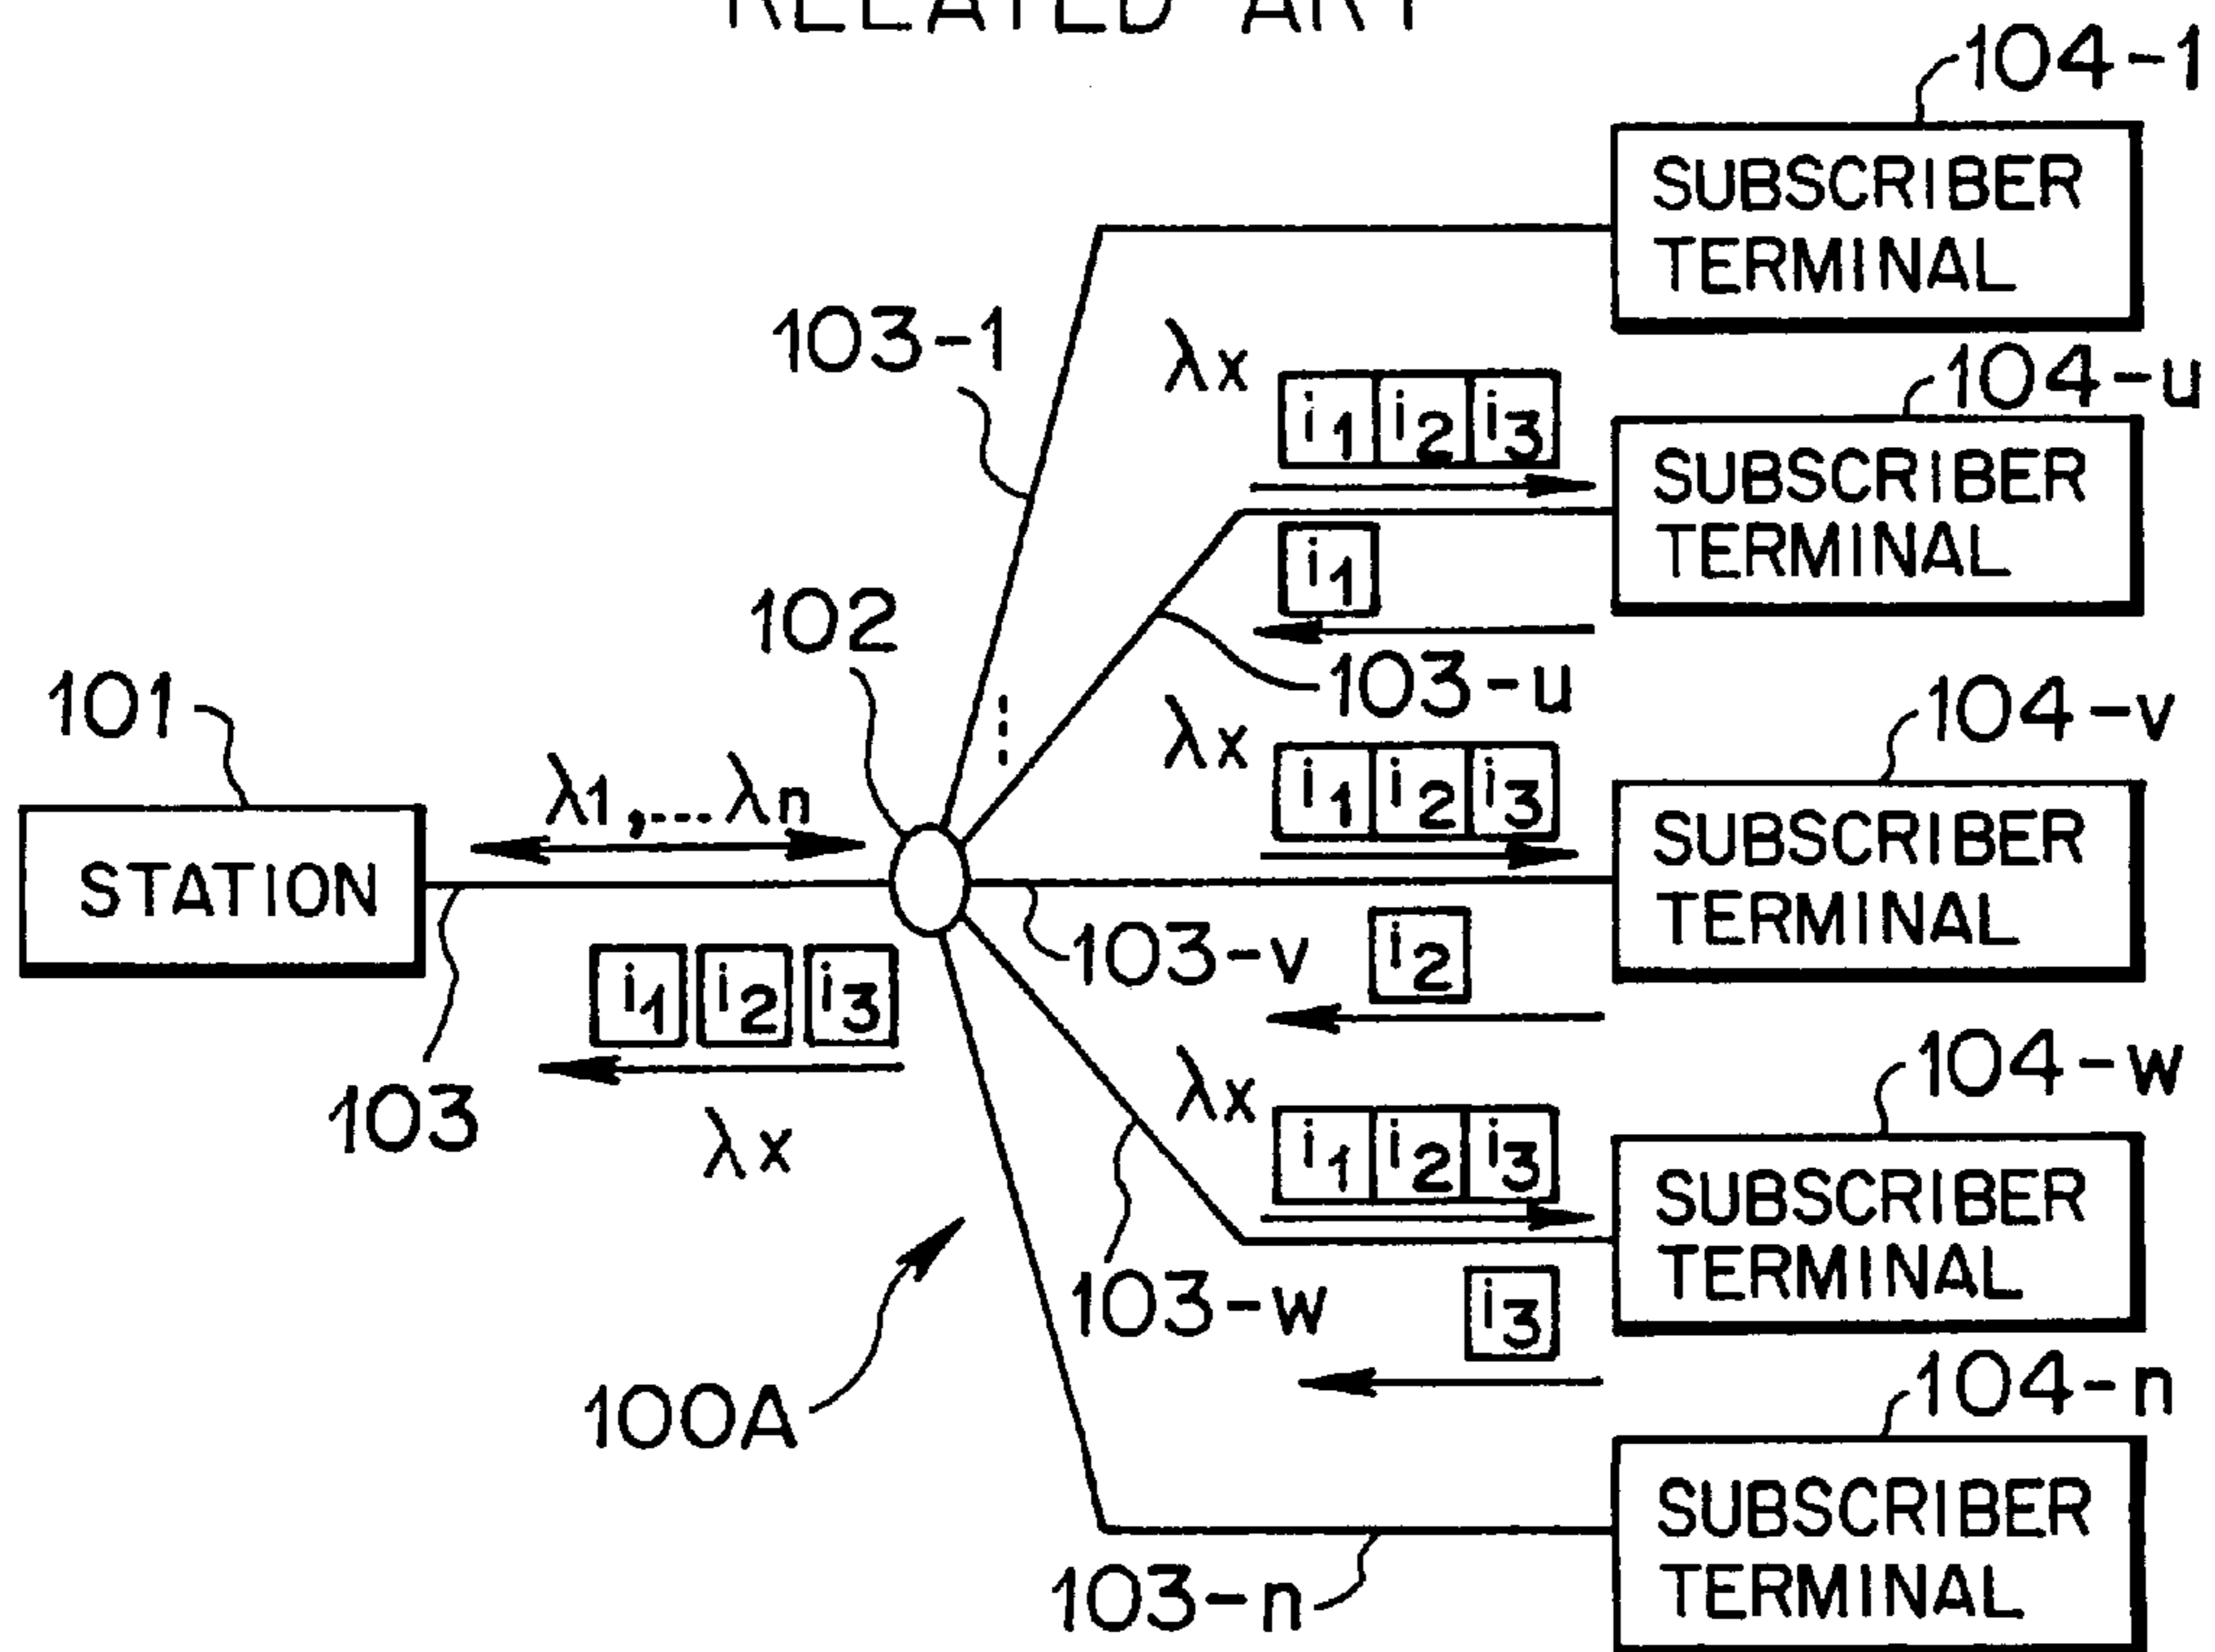 RELATED ART
104-1
SUBSCRIBER
TERMINAL
103-1
λx
i1 i2 i3
104-u
SUBSCRIBER
TERMINAL
i1
102
103-u
101
λ1,...λn
λx
i1 i2 i3
104-v
STATION
SUBSCRIBER
TERMINAL
103-v
i2
i1 i2 i3
103
λx
λx
i1 i2 i3
104-w
SUBSCRIBER
TERMINAL
103-w
i3
100A
104-n
SUBSCRIBER
TERMINAL
103-n